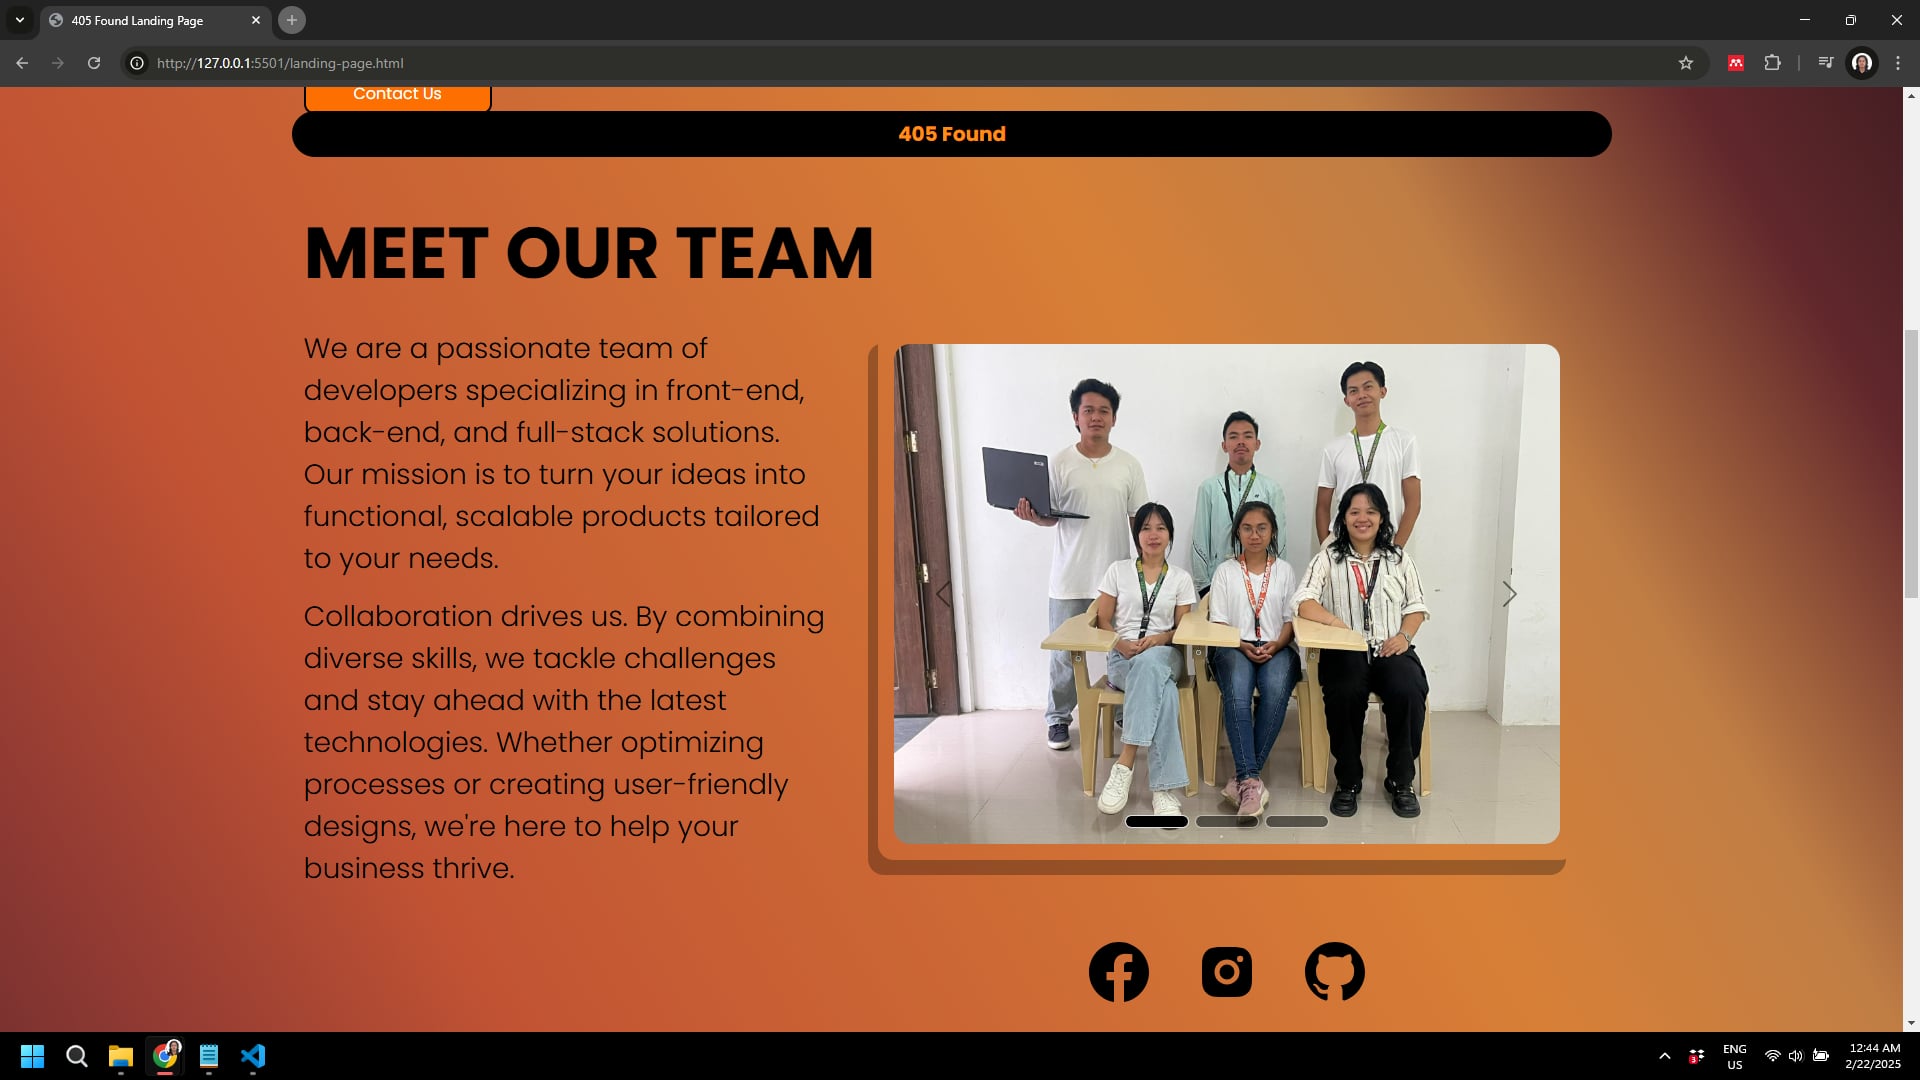 405 Found Landing Page
http://127.0.0.1:5501/landing-page.html
Contact Us
405 Found
MEET OUR TEAM
We are a passionate team of
developers specializing in front-end,
back-end, and full-stack solutions.
Our mission is to turn your ideas into
functional, scalable products tailored
to your needs.
Collaboration drives us. By combining
diverse skills, we tackle challenges
and stay ahead with the latest
technologies. Whether optimizing
processes or creating user-friendly
designs, we're here to help your
business thrive.
ENG
US
12:44 AM
2/22/2025